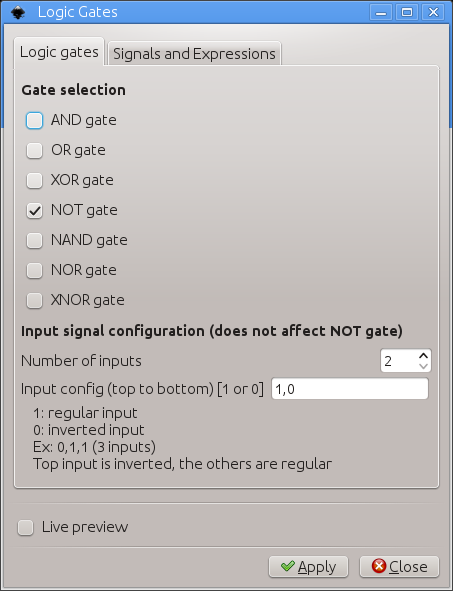 Logic Gates
Logic gates
Signals and Expressions
Gate selection
AND gate
OR gate
XOR gate
NOT gate
NAND gate
NOR gate
XNOR gate
Input signal configuration (does not affect NOT gate)
Number of inputs 2
Input config (top to bottom) [1 or 0] 1,0
1: regular input
0: inverted input
Ex: 0,1,1 (3 inputs)
Top input is inverted, the others are regular
Live preview
Apply
Close